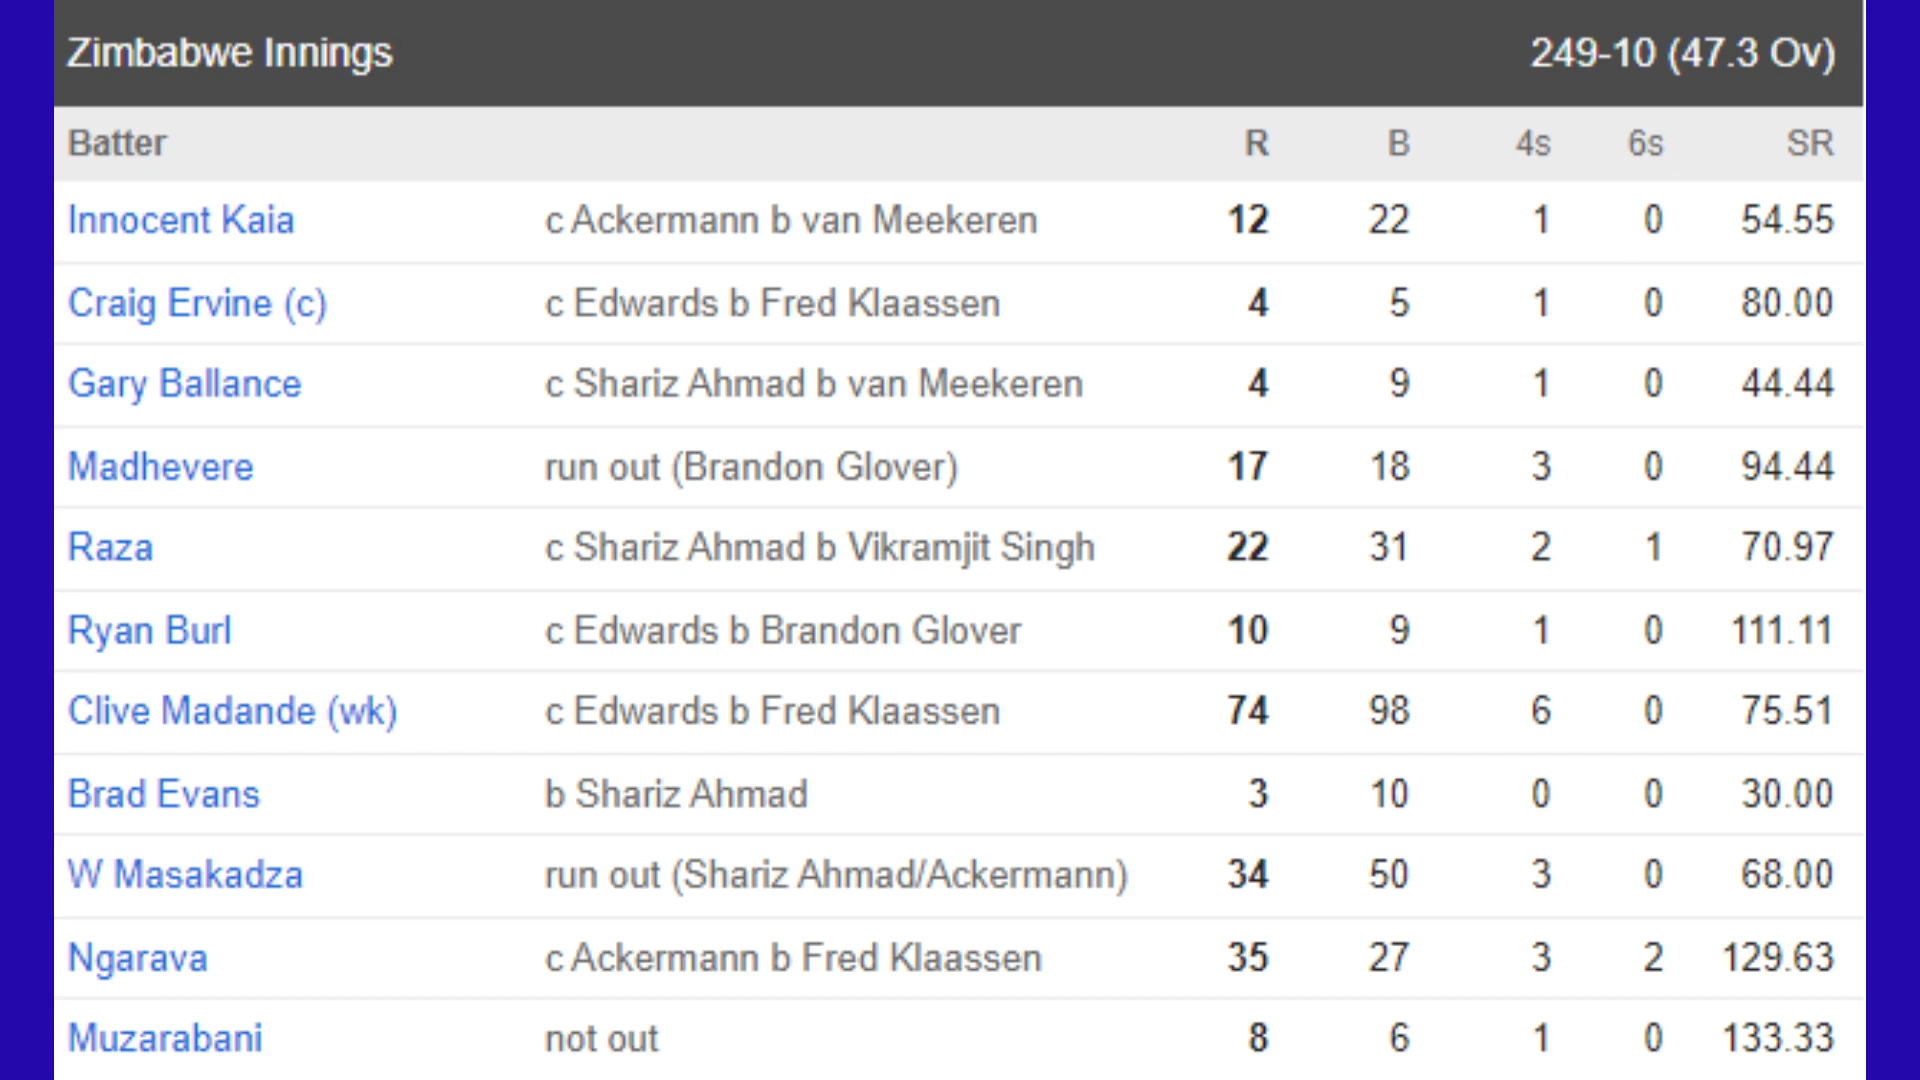 Zimbabwe Innings 249-10 (47.3 Ov)
Batter R B 4s 6s SR
Innocent Kaia c Ackermann b van Meekeren 12 22 1 0 54.55
Craig Ervine (c) c Edwards b Fred Klaassen 4 5 1 0 80.00
Gary Ballance c Shariz Ahmad b van Meekeren 4 9 1 0 44.44
Madhevere run out (Brandon Glover) 17 18 3 0 94.44
Raza c Shariz Ahmad b Vikramjit Singh 22 31 2 1 70.97
Ryan Burl c Edwards b Brandon Glover 10 9 1 0 111.11
Clive Madande (wk) c Edwards b Fred Klaassen 74 98 6 0 75.51
Brad Evans b Shariz Ahmad 3 10 0 0 30.00
W Masakadza run out (Shariz Ahmad/Ackermann) 34 50 3 0 68.00
Ngarava c Ackermann b Fred Klaassen 35 27 3 2 129.63
Muzarabani not out 8 6 1 0 133.33